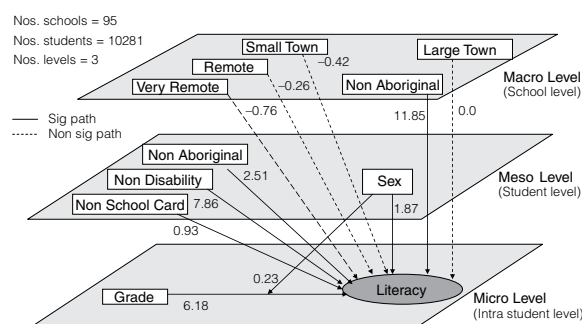 Nos. schools = 95
Nos. students = 10281
Nos. levels = 3
Sig path
Non sig path
Small Town
Large Town
Remote
Very Remote
Non Aboriginal
–0.42
–0.26
–0.76
11.85
0.0
Macro Level
(School level)
Non Aboriginal
Non Disability
Non School Card
Sex
2.51
7.86
0.93
1.87
Meso Level
(Student level)
0.23
Grade
6.18
Literacy
Micro Level
(Intra student level)